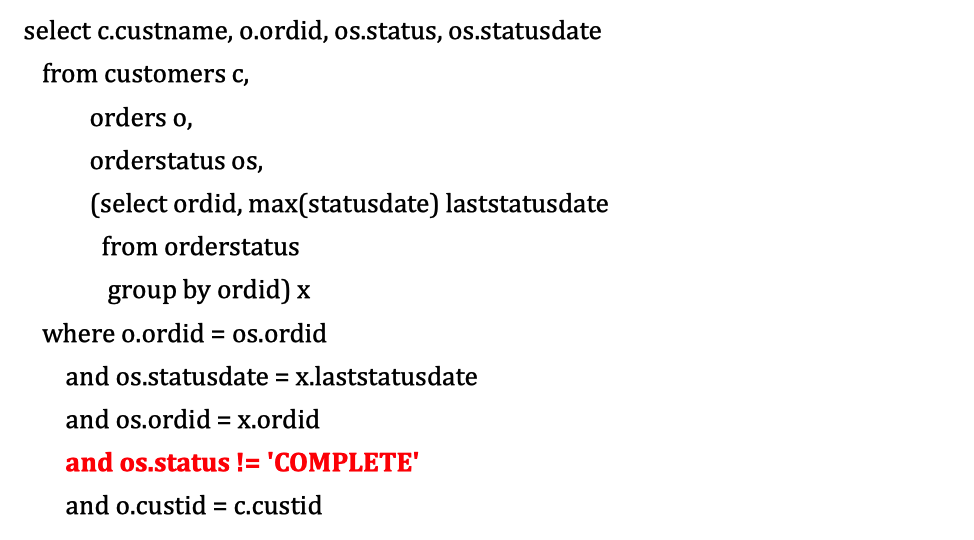 select c.custname, o.ordid, os.status, os.statusdate
from customers c,
orders o,
orderstatus os,
(select ordid, max(statusdate) laststatusdate
from orderstatus
group by ordid) x
where o.ordid = os.ordid
and os.statusdate = x.laststatusdate
and os.ordid = x.ordid
and os.status != 'COMPLETE'
and o.custid = c.custid